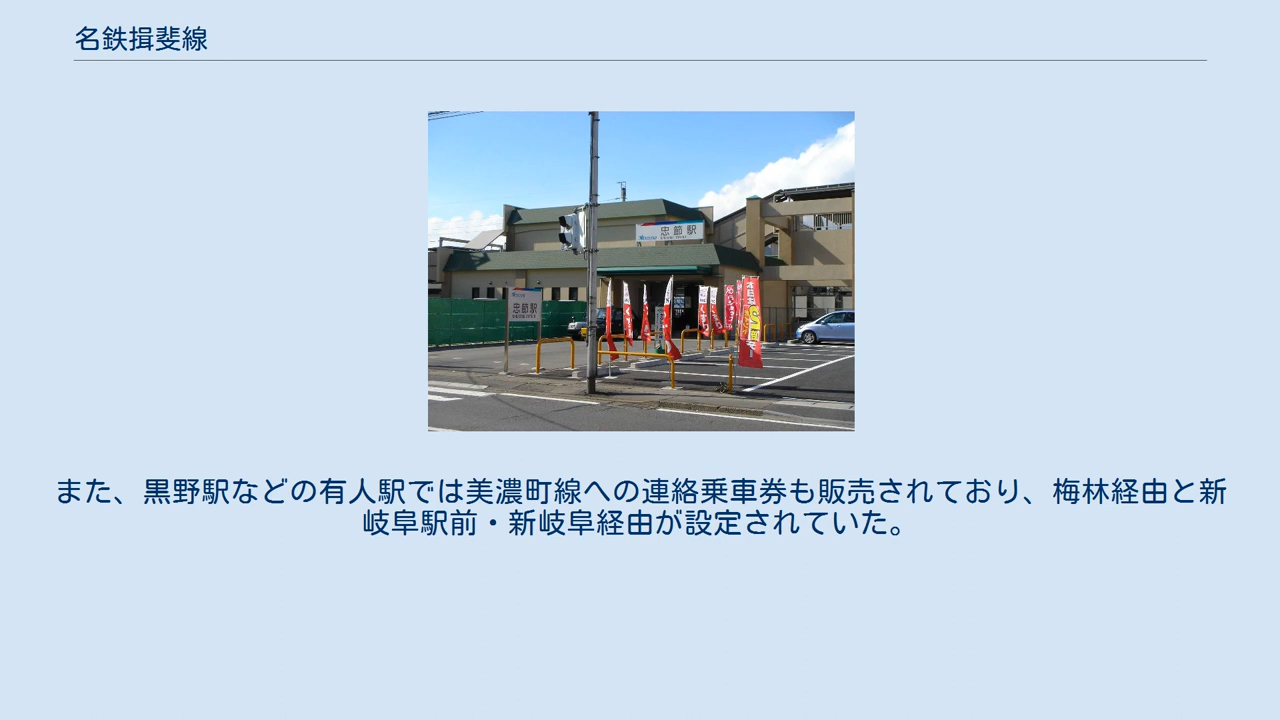 名鉄揖斐線
忠節駅
忠節駅
また、黒野駅などの有人駅では美濃町線への連絡乗車券も販売されており、梅林経由と新
岐阜駅前・新岐阜経由が設定されていた。